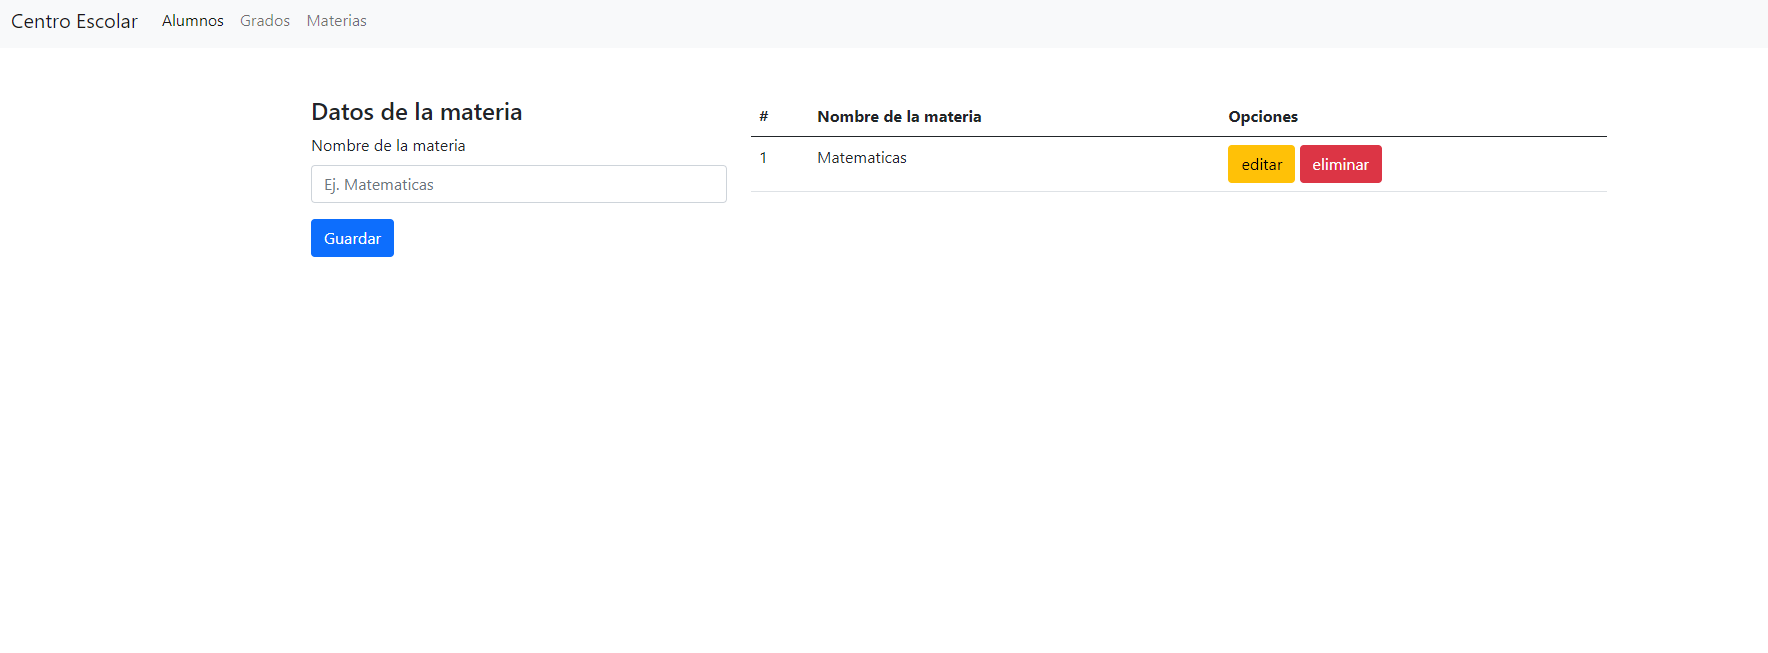 Centro Escolar Alumnos Grados Materias
Datos de la materia
Nombre de la materia
Ej. Matematicas
Guardar
# Nombre de la materia Opciones
1 Matematicas editar eliminar